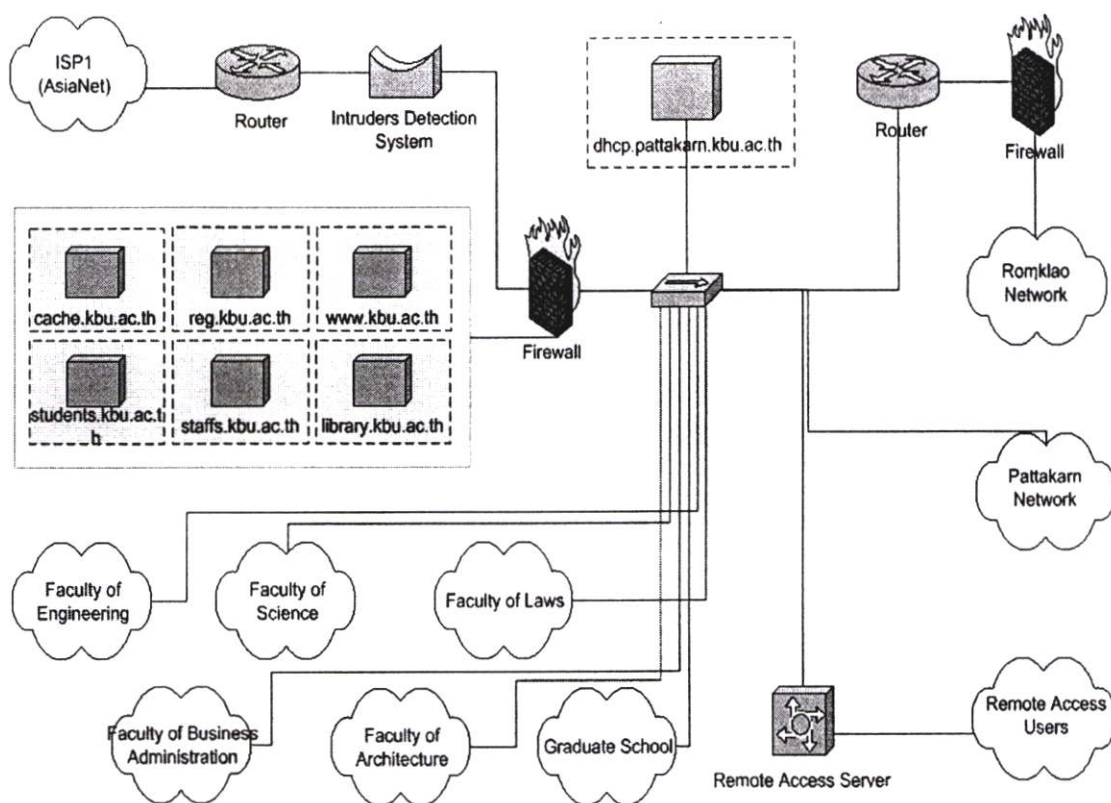 ISP1
(AsiaNet)
Router
Intruders Detection
System
dhcp.pattakarn.kbu.ac.th
Router
Firewall
Romklao
Network
cache.kbu.ac.th
reg.kbu.ac.th
www.kbu.ac.th
students.kbu.ac.t
h
staffs.kbu.ac.th
library.kbu.ac.th
Firewall
Pattakarn
Network
Faculty of
Engineering
Faculty of
Science
Faculty of Laws
Faculty of Business
Administration
Faculty of
Architecture
Graduate School
Remote Access Server
Remote Access
Users